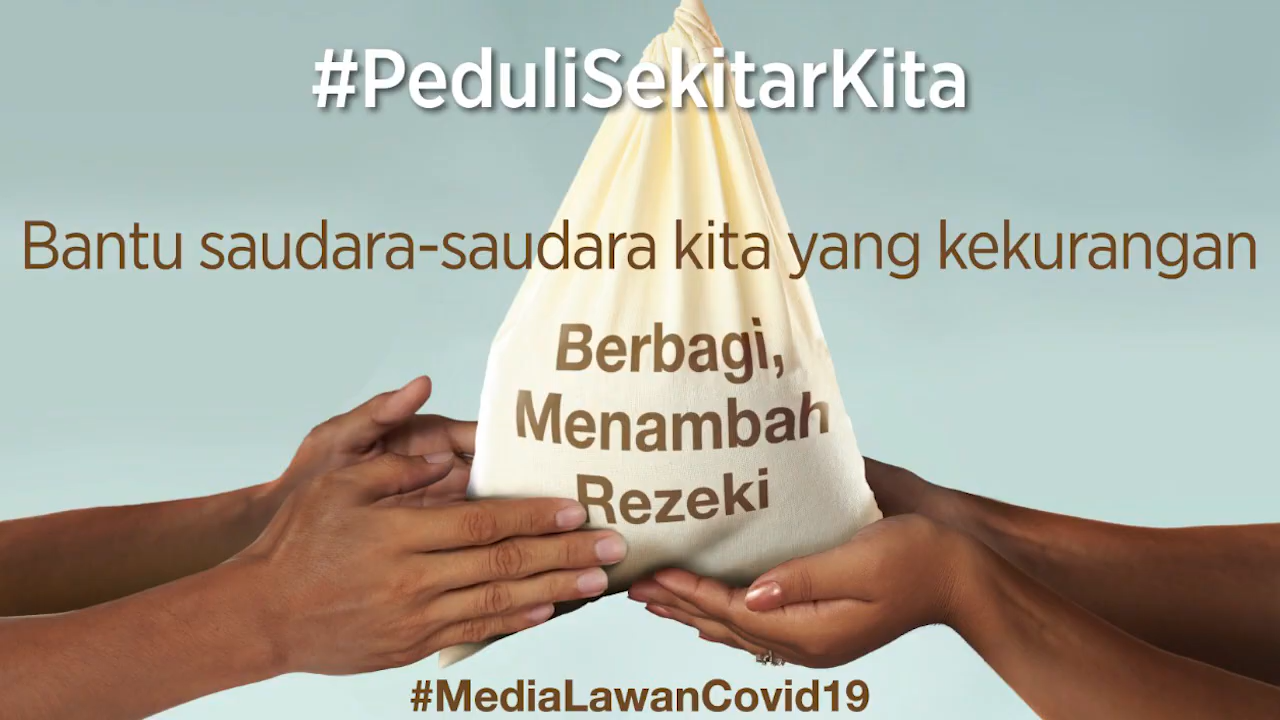 #PeduliSekitarKita
Bantu saudara-saudara kita yang kekurangan
Berbagi,
Menambah
Rezeki
#MediaLawanCovid19